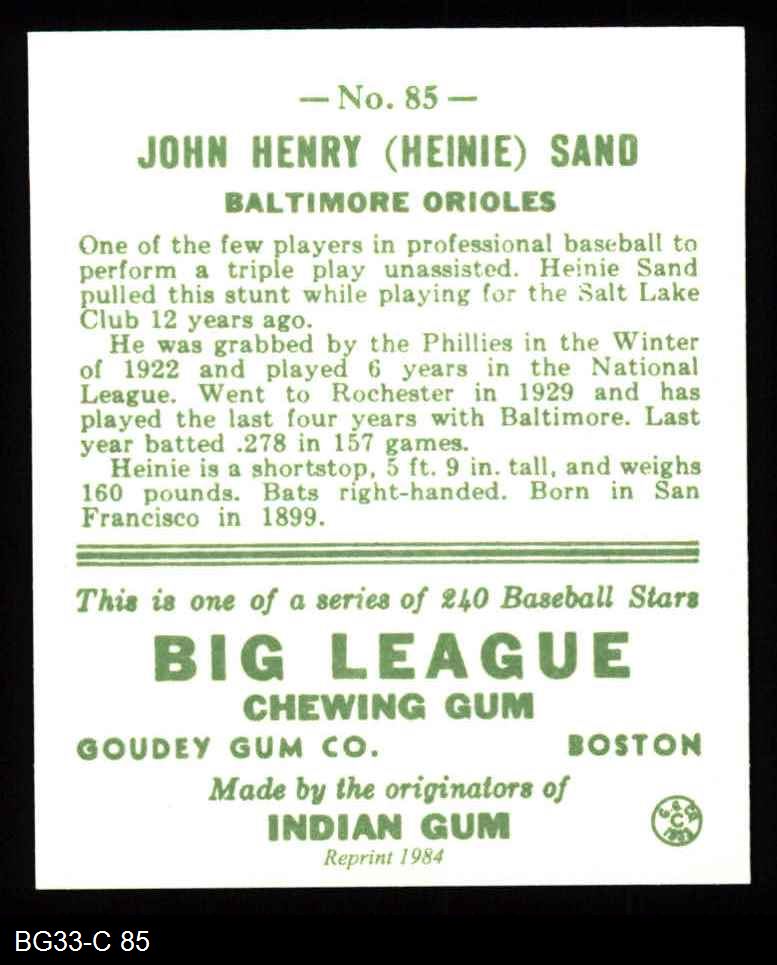 — No. 85 —
JOHN HENRY (HEINIE) SAND
BALTIMORE ORIOLES
One of the few players in professional baseball to
perform a triple play unassisted. Heinie Sand
pulled this stunt while playing for the Salt Lake
Club 12 years ago.
He was grabbed by the Phillies in the Winter
of 1922 and played 6 years in the National
League. Went to Rochester in 1929 and has
played the last four years with Baltimore. Last
year batted .278 in 157 games.
Heinie is a shortstop, 5 ft. 9 in. tall, and weighs
160 pounds. Bats right-handed. Born in San
Francisco in 1899.
This is one of a series of 240 Baseball Stars
BIG LEAGUE
CHEWING GUM
GOUDEY GUM CO. BOSTON
Made by the originators of
INDIAN GUM
Reprint 1984
C
BG33-C 85